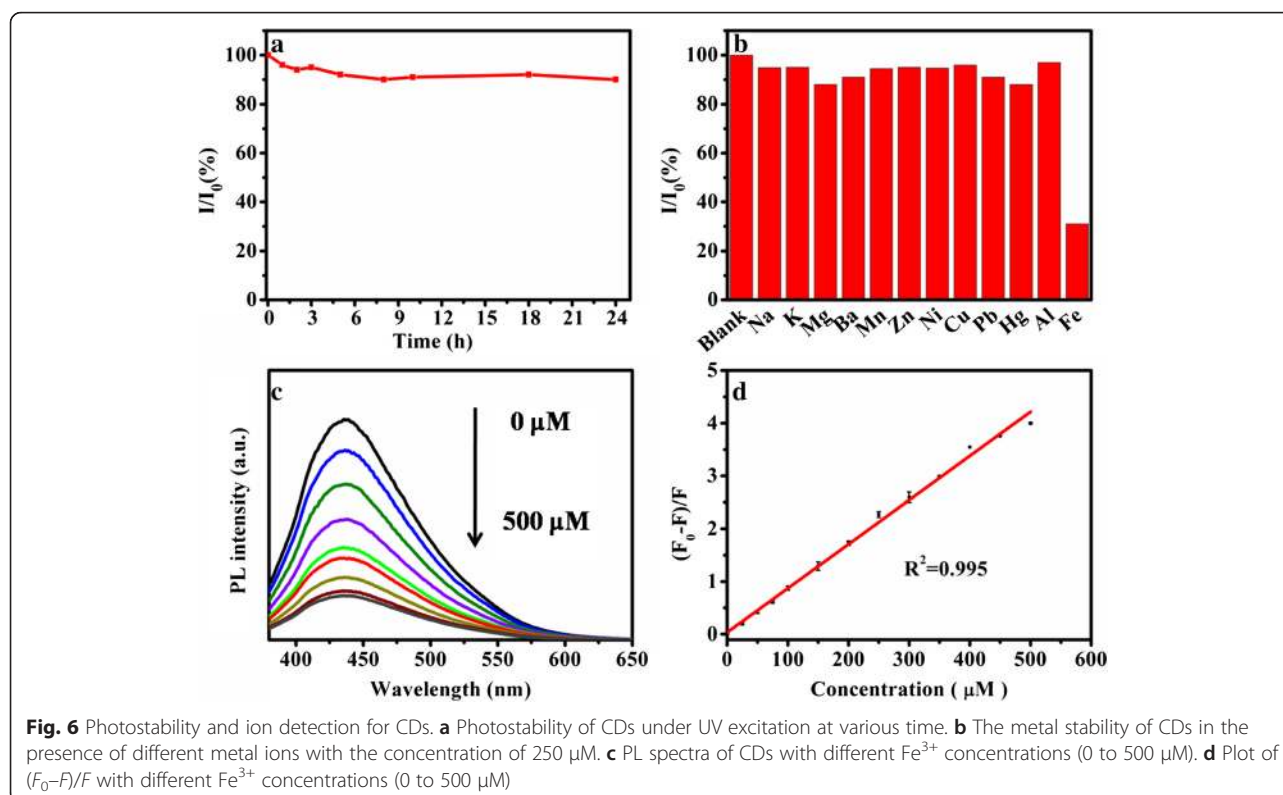 a
100
80
60
40
20
0
I/I₀(%)
0 3 6 9 12 15 18 21 24
Time (h)
b
100
80
60
40
20
0
I/I₀(%)
Blank Na K Mg Ba Mn Zn Ni Cu Pb Hg Al Fe
c
0 µM
500 µM
PL intensity (a.u.)
400 450 500 550 600 650
Wavelength (nm)
d
5
4
3
2
1
0
(F₀-F)/F
R²=0.995
0 100 200 300 400 500 600
Concentration ( µM )
Fig. 6 Photostability and ion detection for CDs. a Photostability of CDs under UV excitation at various time. b The metal stability of CDs in the
presence of different metal ions with the concentration of 250 µM. c PL spectra of CDs with different Fe³⁺ concentrations (0 to 500 µM). d Plot of
(F₀–F)/F with different Fe³⁺ concentrations (0 to 500 µM)